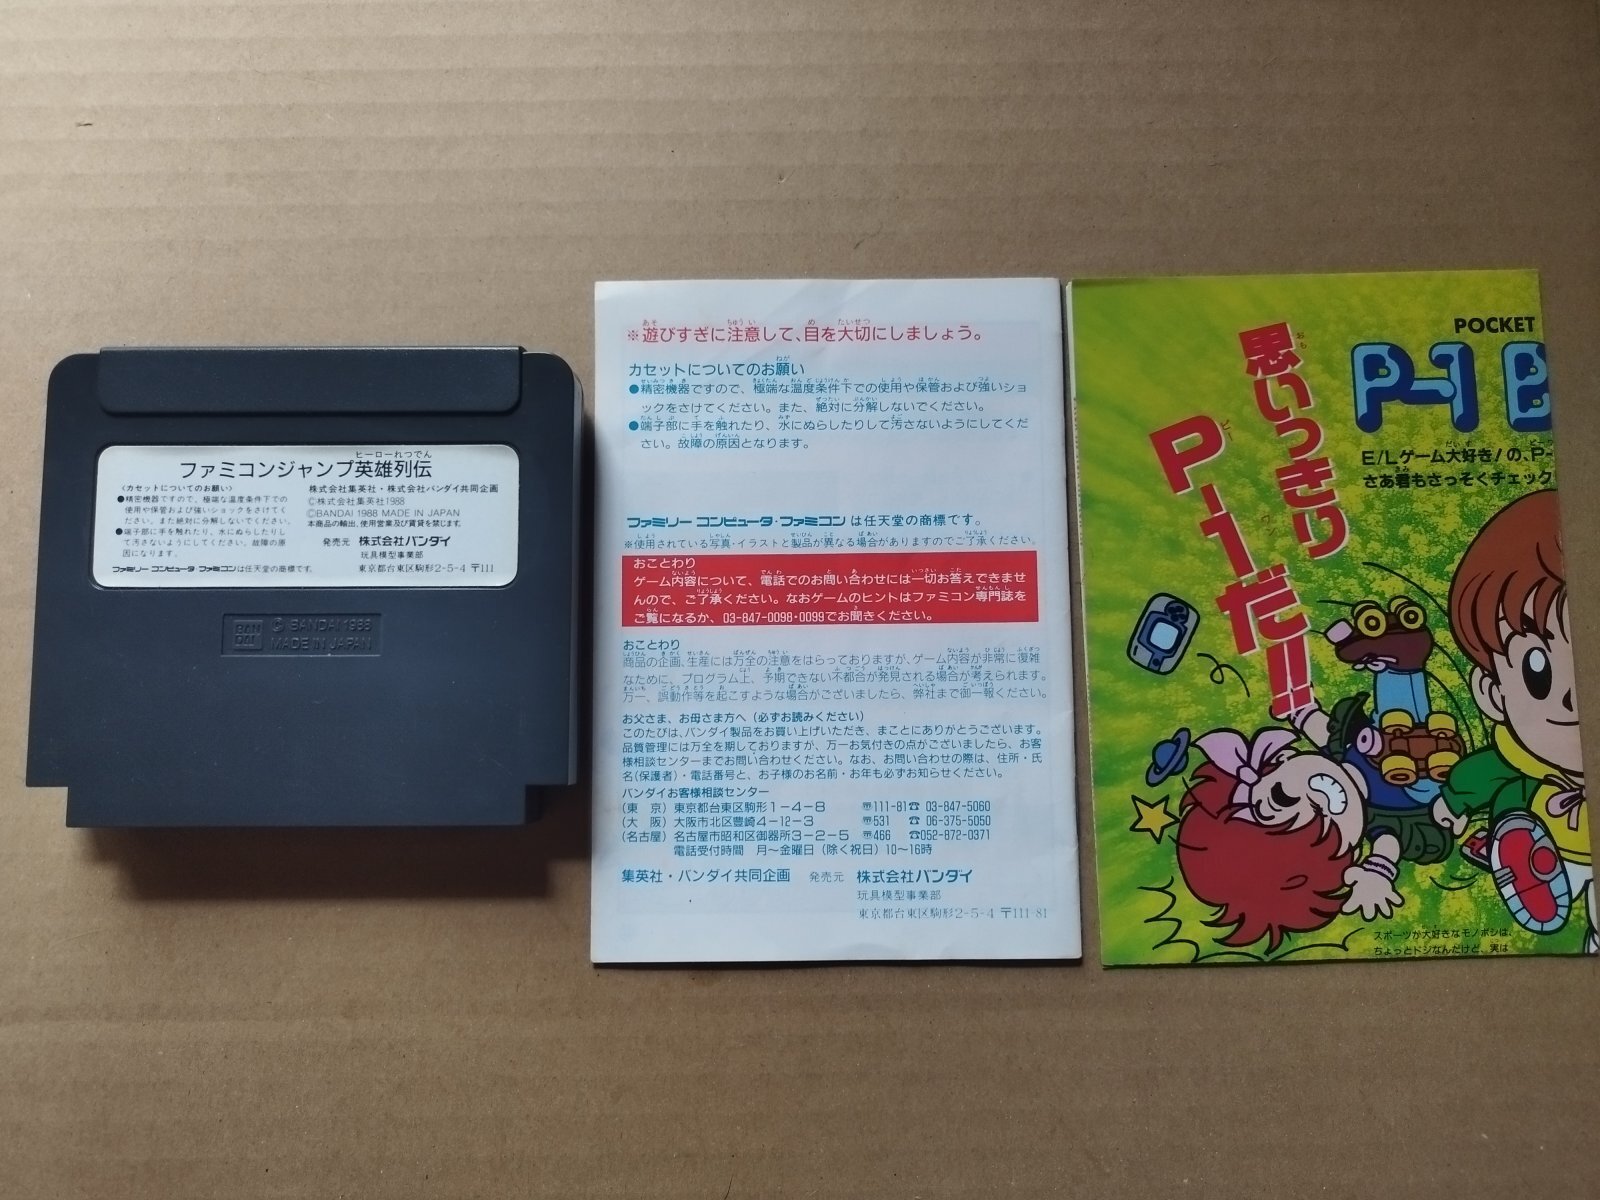 ファミコンジャンプ英雄列伝
ヒーローれつでん
〈カセットについてのお願い〉
●精密機器ですので、極端な温度条件下での
使用や保管および強いショックをさけてくだ
さい。また絶対に分解しないでください。
●端子部に手を触れたり、水にぬらしたりし
て汚さないようにしてください。故障の原
因になります。
ファミリーコンピュータ・ファミコンは任天堂の商標です。
株式会社集英社・株式会社バンダイ共同企画
©株式会社集英社1988
©BANDAI 1988 MADE IN JAPAN
本商品の輸出、使用営業及び賃貸を禁じます。
発売元 株式会社バンダイ
玩具模型事業部
東京都台東区駒形2-5-4 〒111
BANDAI
© BANDAI 1988
MADE IN JAPAN
※遊びすぎに注意して、目を大切にしましょう。
カセットについてのお願い
●精密機器ですので、極端な温度条件下での使用や保管および強いショ
ックをさけてください。また、絶対に分解しないでください。
●端子部に手を触れたり、水にぬらしたりして汚さないようにしてくだ
さい。故障の原因となります。
ファミリーコンピュータ・ファミコンは任天堂の商標です。
※使用されている写真・イラストと製品が異なる場合がありますのでご了承ください。
おことわり
ゲーム内容について、電話でのお問い合わせには一切お答えできませ
んので、ご了承ください。なおゲームのヒントはファミコン専門誌を
ご覧になるか、03-847-0098・0099でお聞きください。
おことわり
商品の企画、生産には万全の注意をはらっておりますが、ゲーム内容が非常に複雑
なために、プログラム上、予期できない不都合が発見される場合が考えられます。
万一、誤動作等を起こすような場合がございましたら、弊社まで御一報ください。
お父さま、お母さま方へ（必ずお読みください）
このたびは、バンダイ製品をお買い上げいただき、まことにありがとうございます。
品質管理には万全を期しておりますが、万一お気付きの点がございましたら、お客
様相談センターまでお問い合わせください。なお、お問い合わせの際は、住所・氏
名(保護者)・電話番号と、お子様のお名前・お年も必ずお知らせください。
バンダイお客様相談センター
（東 京）東京都台東区駒形1-4-8 〒111-81 ☎ 03-847-5060
（大 阪）大阪市北区豊崎4-12-3 〒531 ☎ 06-375-5050
（名古屋）名古屋市昭和区御器所3-2-5 〒466 ☎052-872-0371
電話受付時間 月～金曜日（除く祝日）10～16時
集英社・バンダイ共同企画 発売元 株式会社バンダイ
玩具模型事業部
東京都台東区駒形2-5-4 〒111-81
思いっきり
P-1だ!!
POCKET
P-1 B
E/Lゲーム大好き!の、P-
さあ君もさっそくチェック
スポーツが大好きなモノボシは、
ちょっとドジなんだけど、実は